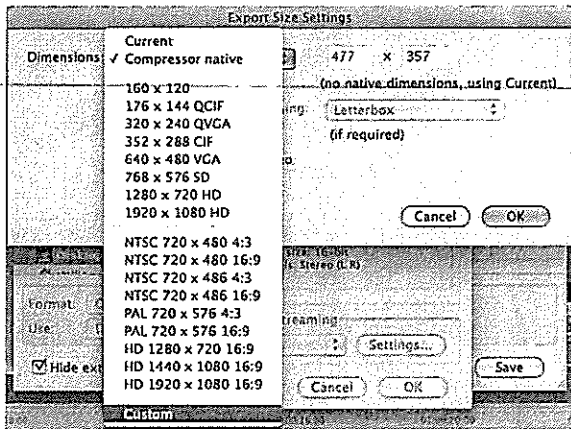 Export Size Settings
Dimensions:
Current
✓ Compressor native
160 x 120
176 x 144 QCIF
320 x 240 QVGA
352 x 288 CIF
640 x 480 VGA
768 x 576 SD
1280 x 720 HD
1920 x 1080 HD
NTSC 720 x 480 4:3
NTSC 720 x 480 16:9
NTSC 720 x 486 4:3
NTSC 720 x 486 16:9
PAL 720 x 576 4:3
PAL 720 x 576 16:9
HD 1280 x 720 16:9
HD 1440 x 1080 16:9
HD 1920 x 1080 16:9
Custom
477 x 357
(no native dimensions, using Current)
Letterbox
(if required)
Cancel OK
size: 16-bit
Stereo (L R)
Format:
Use:
Settings...
Hide
Cancel OK
Save